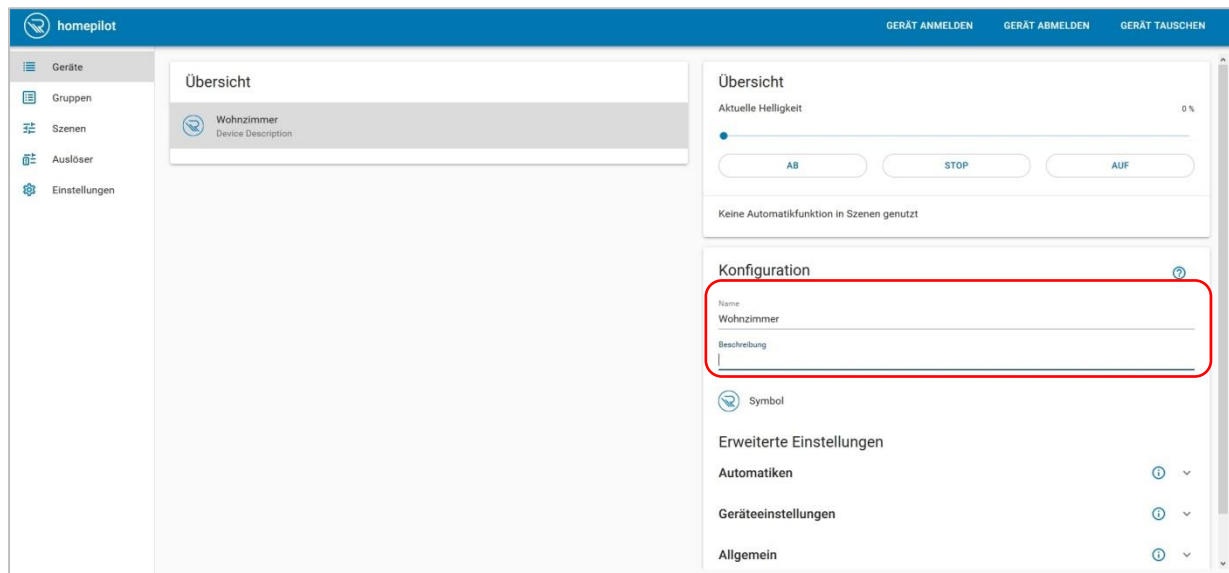 homepilot
GERÄT ANMELDEN GERÄT ABMELDEN GERÄT TAUSCHEN
Geräte
Gruppen
Szenen
Auslöser
Einstellungen
Übersicht
Wohnzimmer
Device Description
Übersicht
Aktuelle Helligkeit 0 %
AB STOP AUF
Keine Automatikfunktion in Szenen genutzt
Konfiguration
Name
Wohnzimmer
Beschreibung
Symbol
Erweiterte Einstellungen
Automatiken
Geräteeinstellungen
Allgemein